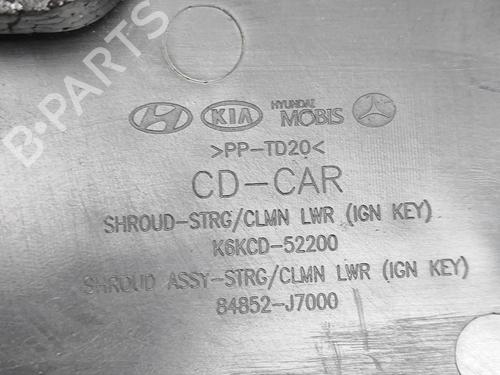 B-PARTS
KIA
HYUNDAI
MOBIS
>PP-TD20<
CD-CAR
SHROUD-STRG/CLMN LWR (IGN KEY)
K6KCD-52200
SHROUD ASSY-STRG/CLMN LWR (IGN KEY)
84852-J7000